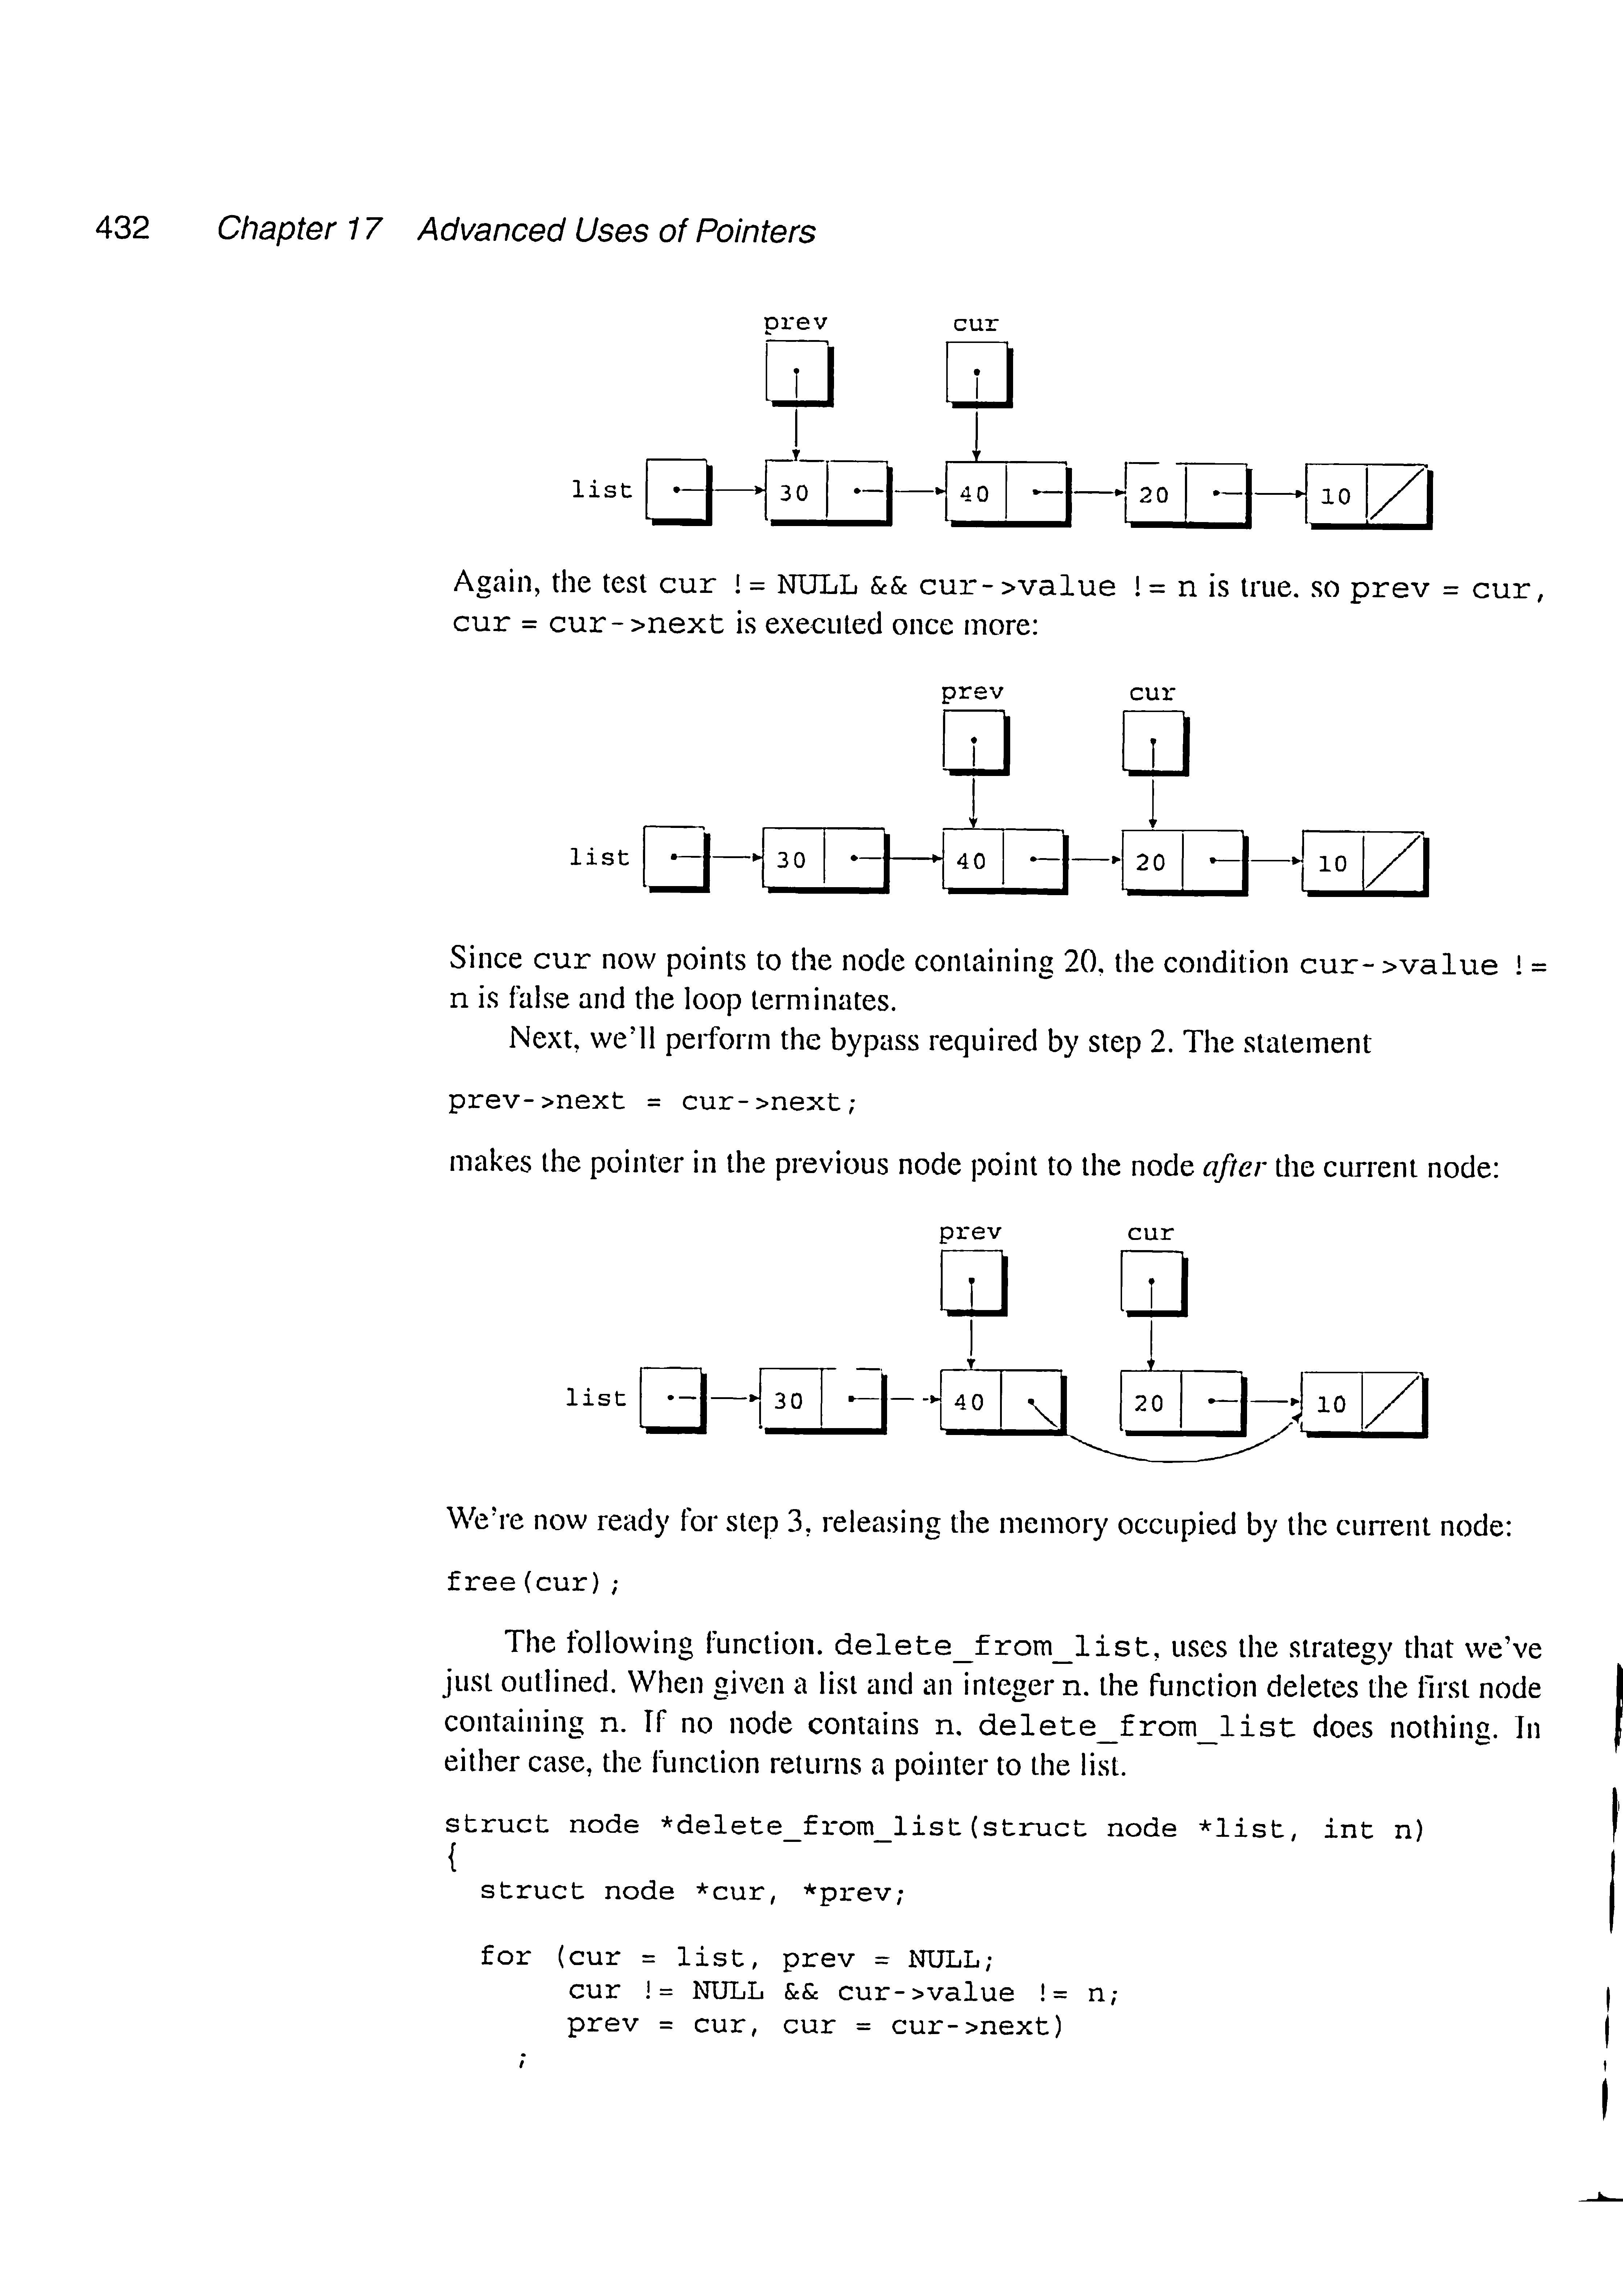 432 Chapter 17 Advanced Uses of Pointers
prev cur
list 30 40 20 10
Again, the test cur != NULL && cur->value != n is true. so prev = cur,
cur = cur->next is executed once more:
prev cur
list 30 40 20 10
Since cur now points to the node containing 20, the condition cur->value !=
n is false and the loop terminates.
Next, we'll perform the bypass required by step 2. The statement
prev->next = cur->next;
makes the pointer in the previous node point to the node after the current node:
prev cur
list 30 40 20 10
We're now ready for step 3, releasing the memory occupied by the current node:
free(cur);
The following function. delete_from_list, uses the strategy that we've
just outlined. When given a list and an integer n. the function deletes the first node
containing n. If no node contains n. delete_from_list does nothing. In
either case, the function returns a pointer to the list.
struct node *delete_from_list(struct node *list, int n)
{
struct node *cur, *prev;
for (cur = list, prev = NULL;
cur != NULL && cur->value != n;
prev = cur, cur = cur->next)
;